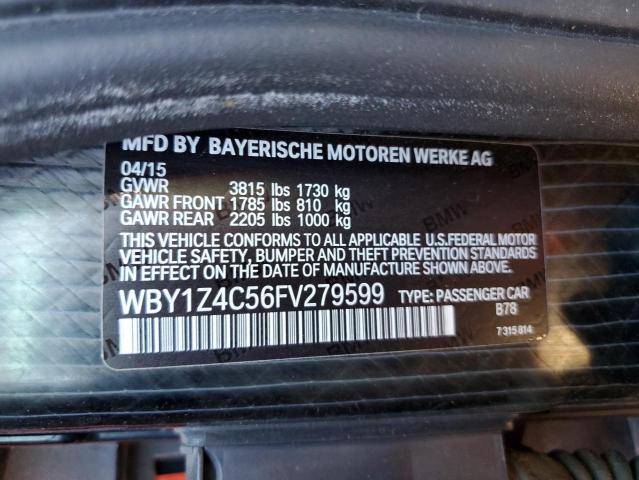 MFD BY BAYERISCHE MOTOREN WERKE AG
04/15
GVWR 3815 lbs 1730 kg
GAWR FRONT 1785 lbs 810 kg
GAWR REAR 2205 lbs 1000 kg
THIS VEHICLE CONFORMS TO ALL APPLICABLE U.S.FEDERAL MOTOR
VEHICLE SAFETY, BUMPER AND THEFT PREVENTION STANDARDS
IN EFFECT ON THE DATE OF MANUFACTURE SHOWN ABOVE.
WBY1Z4C56FV279599 TYPE: PASSENGER CAR
B78
7 315 814